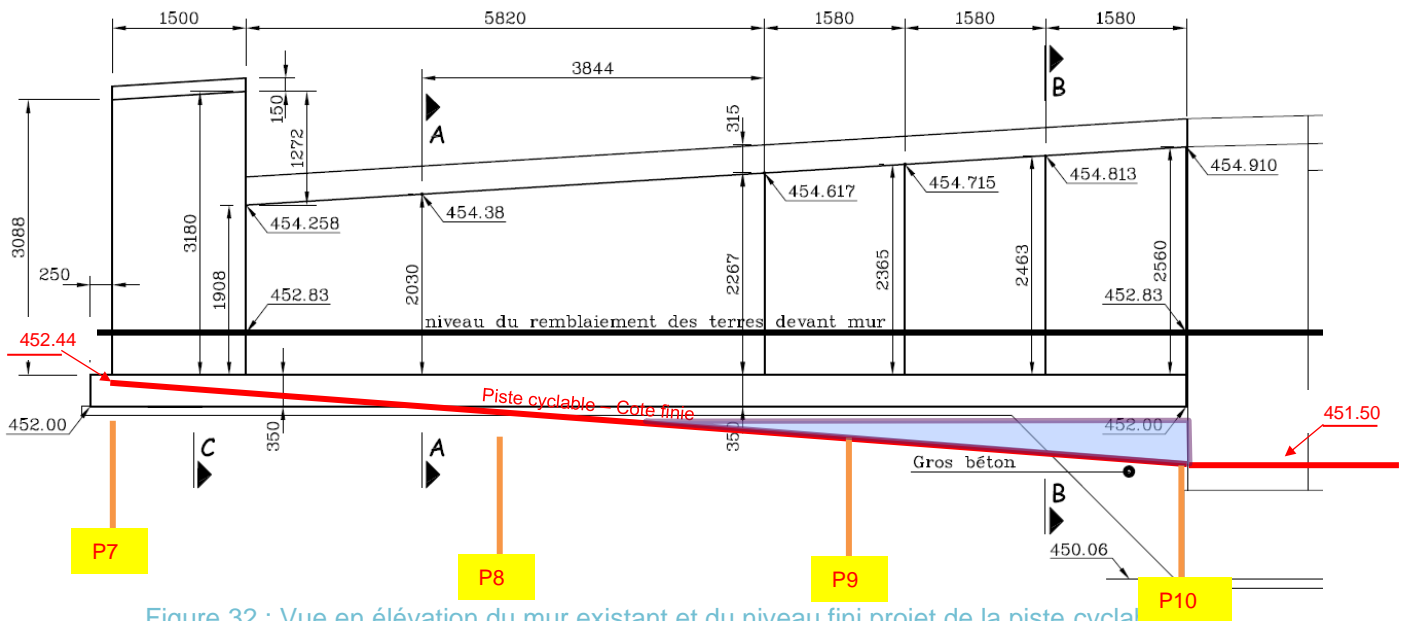 1500
5820
1580
1580
1580
3844
A
B
150
1272
315
3088
3180
1908
2030
2267
2365
2463
2560
454.258
454.38
454.617
454.715
454.813
454.910
250
452.83
452.83
niveau du remblaiement des terres devant mur
452.44
Piste cyclable - Cote finie
452.00
452.00
451.50
350
350
C
A
Gros béton
B
450.06
P7
P8
P9
P10
Figure 32 : Vue en élévation du mur existant et du niveau fini projet de la piste